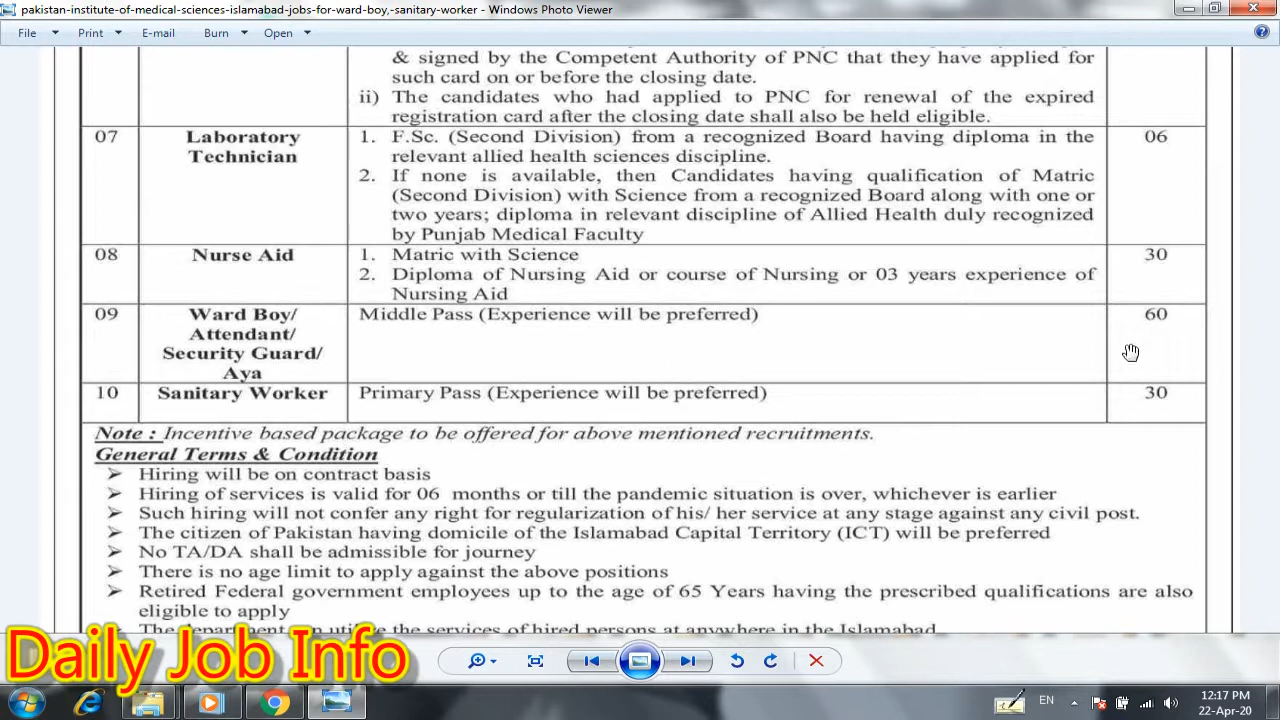 pakistan-institute-of-medical-sciences-islamabad-jobs-for-ward-boy,-sanitary-worker - Windows Photo Viewer
File Print E-mail Burn Open
& signed by the Competent Authority of PNC that they have applied for
such card on or before the closing date.
ii) The candidates who had applied to PNC for renewal of the expired
registration card after the closing date shall also be held eligible.
07 Laboratory 1. F.Sc. (Second Division) from a recognized Board having diploma in the 06
Technician relevant allied health sciences discipline.
2. If none is available, then Candidates having qualification of Matric
(Second Division) with Science from a recognized Board along with one or
two years; diploma in relevant discipline of Allied Health duly recognized
by Punjab Medical Faculty
08 Nurse Aid 1. Matric with Science 30
2. Diploma of Nursing Aid or course of Nursing or 03 years experience of
Nursing Aid
09 Ward Boy/ Middle Pass (Experience will be preferred) 60
Attendant/
Security Guard/
Aya
10 Sanitary Worker Primary Pass (Experience will be preferred) 30
Note : Incentive based package to be offered for above mentioned recruitments.
General Terms & Condition
➢ Hiring will be on contract basis
➢ Hiring of services is valid for 06 months or till the pandemic situation is over, whichever is earlier
➢ Such hiring will not confer any right for regularization of his/ her service at any stage against any civil post.
➢ The citizen of Pakistan having domicile of the Islamabad Capital Territory (ICT) will be preferred
➢ No TA/DA shall be admissible for journey
➢ There is no age limit to apply against the above positions
➢ Retired Federal government employees up to the age of 65 Years having the prescribed qualifications are also
eligible to apply
The the services of hired persons at anywhere in the Islamabad
Daily Job Info
EN
12:17 PM
22-Apr-20